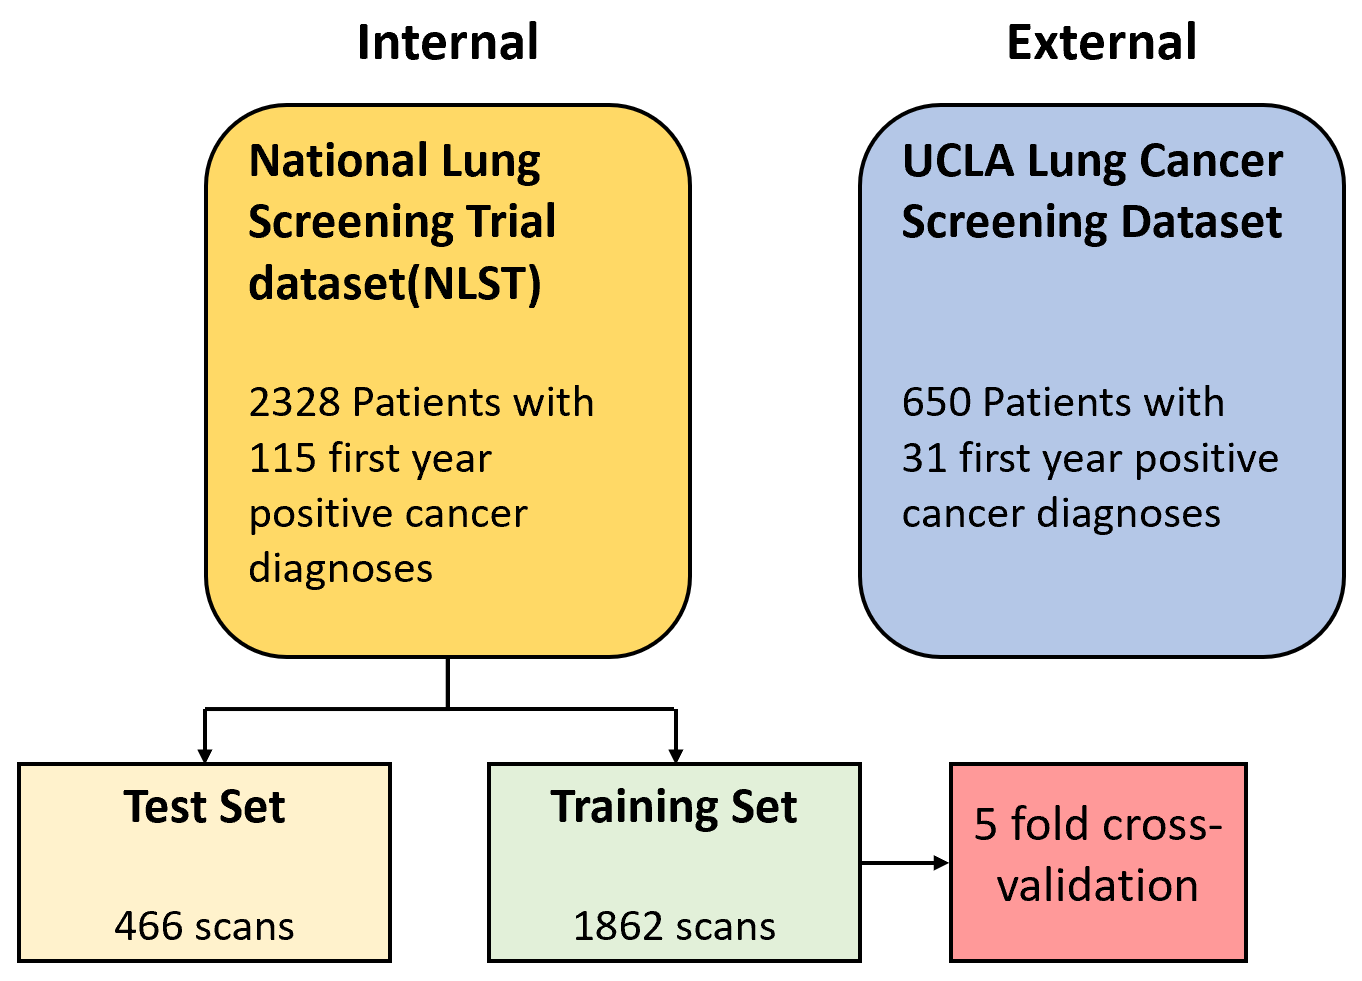 Internal
National Lung
Screening Trial
dataset(NLST)
2328 Patients with
115 first year
positive cancer
diagnoses
External
UCLA Lung Cancer
Screening Dataset
650 Patients with
31 first year positive
cancer diagnoses
Test Set
466 scans
Training Set
1862 scans
5 fold cross-
validation